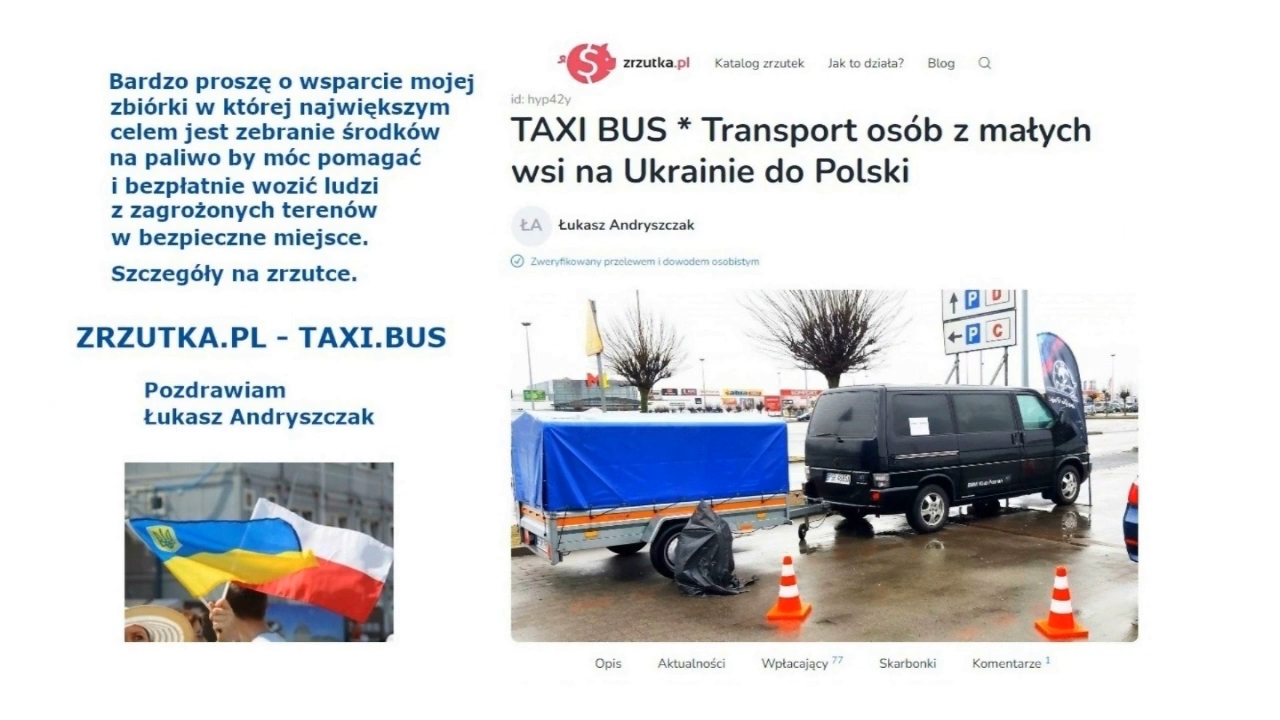 Bardzo proszę o wsparcie mojej
zbiórki w której największym
celem jest zebranie środków
na paliwo by móc pomagać
i bezpłatnie wozić ludzi
z zagrożonych terenów
w bezpieczne miejsce.
Szczegóły na zrzutce.
ZRZUTKA.PL - TAXI.BUS
Pozdrawiam
Łukasz Andryszczak
zrzutka.pl Katalog zrzutek Jak to działa? Blog
id: hyp42y
TAXI BUS * Transport osób z małych
wsi na Ukrainie do Polski
ŁA Łukasz Andryszczak
Zweryfikowany przelewem i dowodem osobistym
P D
P C
Opis Aktualności Wpłacający 77 Skarbonki Komentarze 1